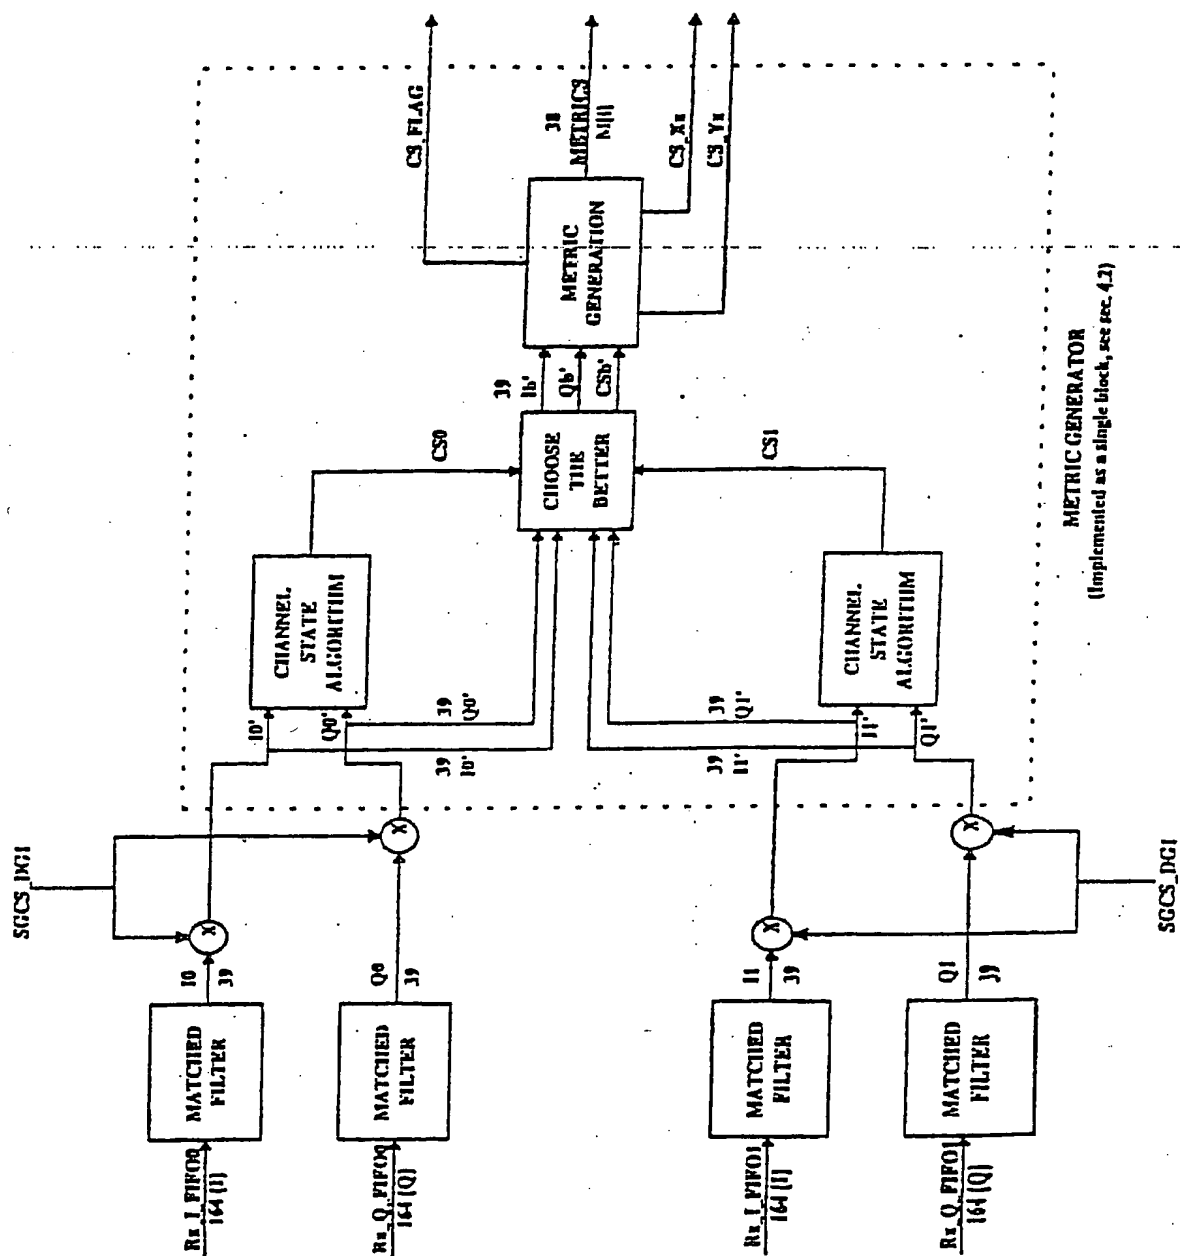 CS_FLAG
38
METRICS
M[i]
CS_Xn
CS_Yn
METRIC
GENERATION
39
Ib'
Qb'
CSb'
CHOOSE
THE
BETTER
CS0
CS1
CHANNEL
STATE
ALGORITHM
CHANNEL
STATE
ALGORITHM
I0'
Q0'
39
Q0'
39
I0'
39
Q1'
39
I1'
I1'
Q1'
METRIC GENERATOR
(Implemented as a single block, see sec. 4.2)
SGCS_DG1
SGCS_DG1
X
X
X
X
I0
39
Q0
39
I1
39
Q1
39
MATCHED
FILTER
MATCHED
FILTER
MATCHED
FILTER
MATCHED
FILTER
Rx_I_FIFO0
164 [I]
Rx_Q_FIFO0
164 [Q]
Rx_I_FIFO1
164 [I]
Rx_Q_FIFO1
164 [Q]